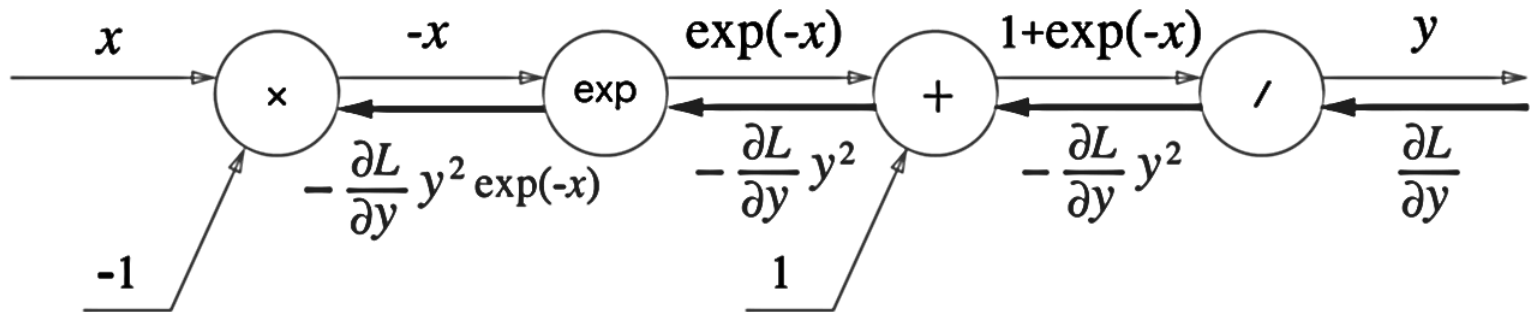 x -x exp(-x) 1+exp(-x) y
× exp + /
-∂L/∂y y² exp(-x) -∂L/∂y y² -∂L/∂y y² ∂L/∂y
-1 1